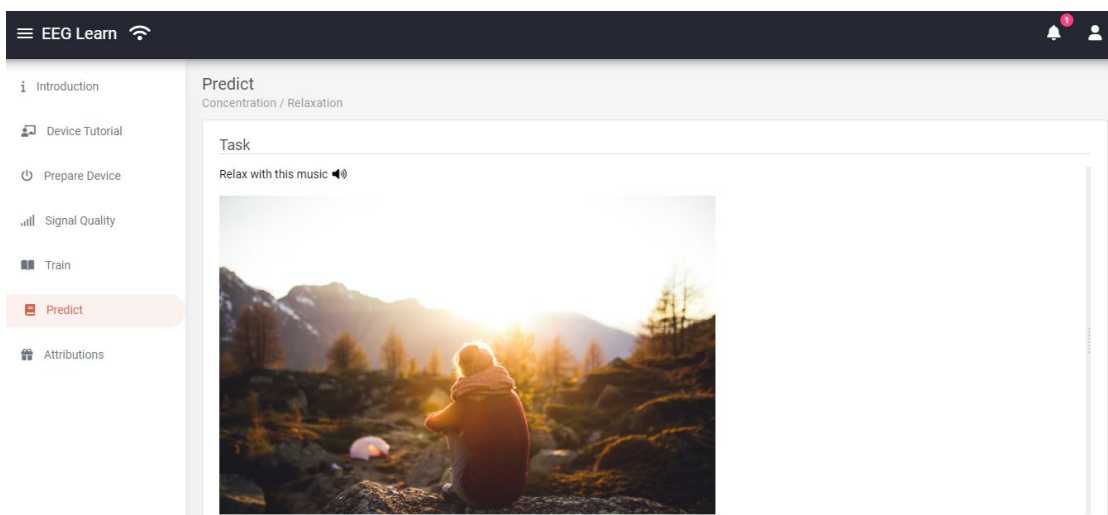 EEG Learn
1
Introduction
Device Tutorial
Prepare Device
Signal Quality
Train
Predict
Attributions
Predict
Concentration / Relaxation
Task
Relax with this music